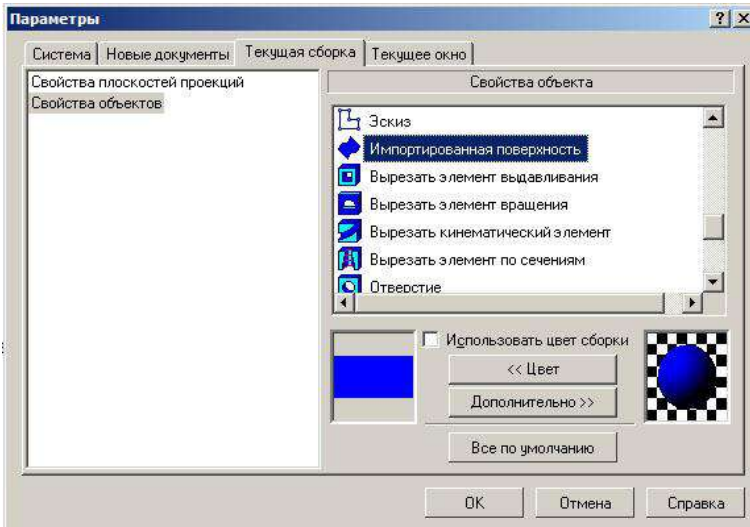 Параметры
Система Новые документы Текущая сборка Текущее окно
Свойства плоскостей проекций
Свойства объектов
Свойства объекта
Эскиз
Импортированная поверхность
Вырезать элемент выдавливания
Вырезать элемент вращения
Вырезать кинематический элемент
Вырезать элемент по сечениям
Отверстие
Использовать цвет сборки
<< Цвет
Дополнительно >>
Все по умолчанию
OK Отмена Справка